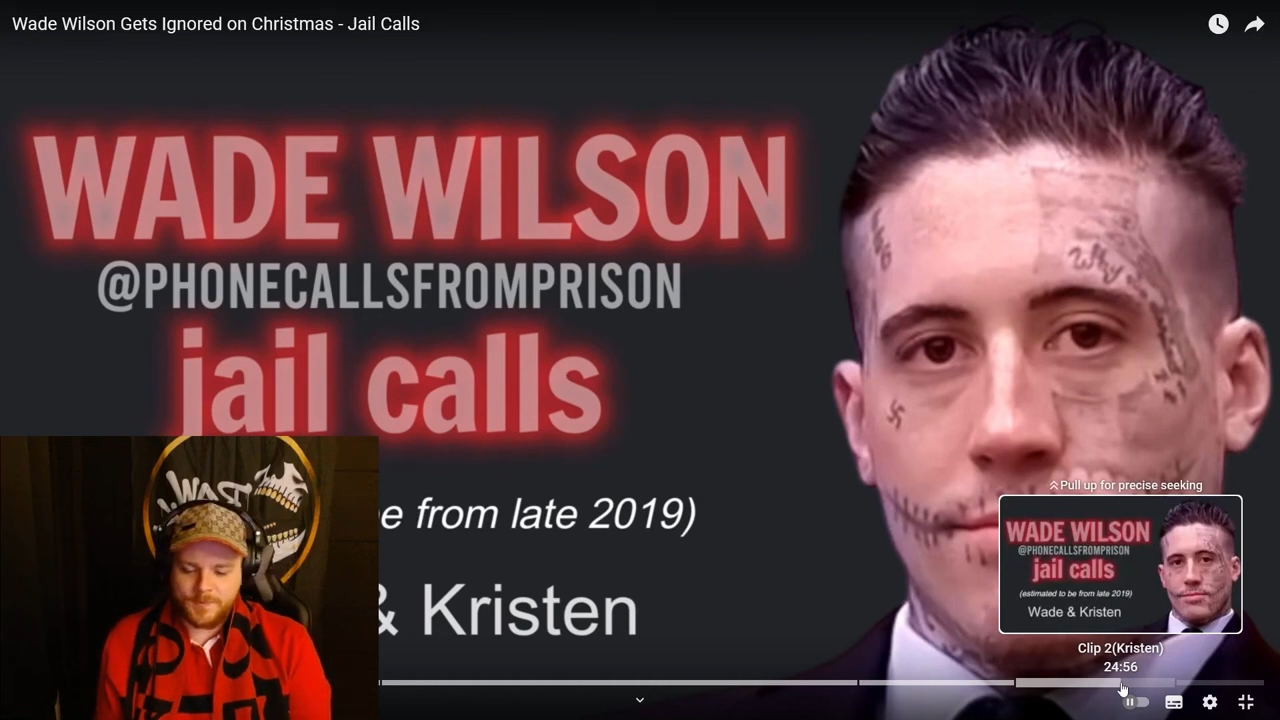 Wade Wilson Gets Ignored on Christmas - Jail Calls
WADE WILSON
@PHONECALLSFROMPRISON
jail calls
e from late 2019)
& Kristen
Pull up for precise seeking
WADE WILSON
@PHONECALLSFROMPRISON
jail calls
(estimated to be from late 2019)
Wade & Kristen
Clip 2(Kristen)
24:56